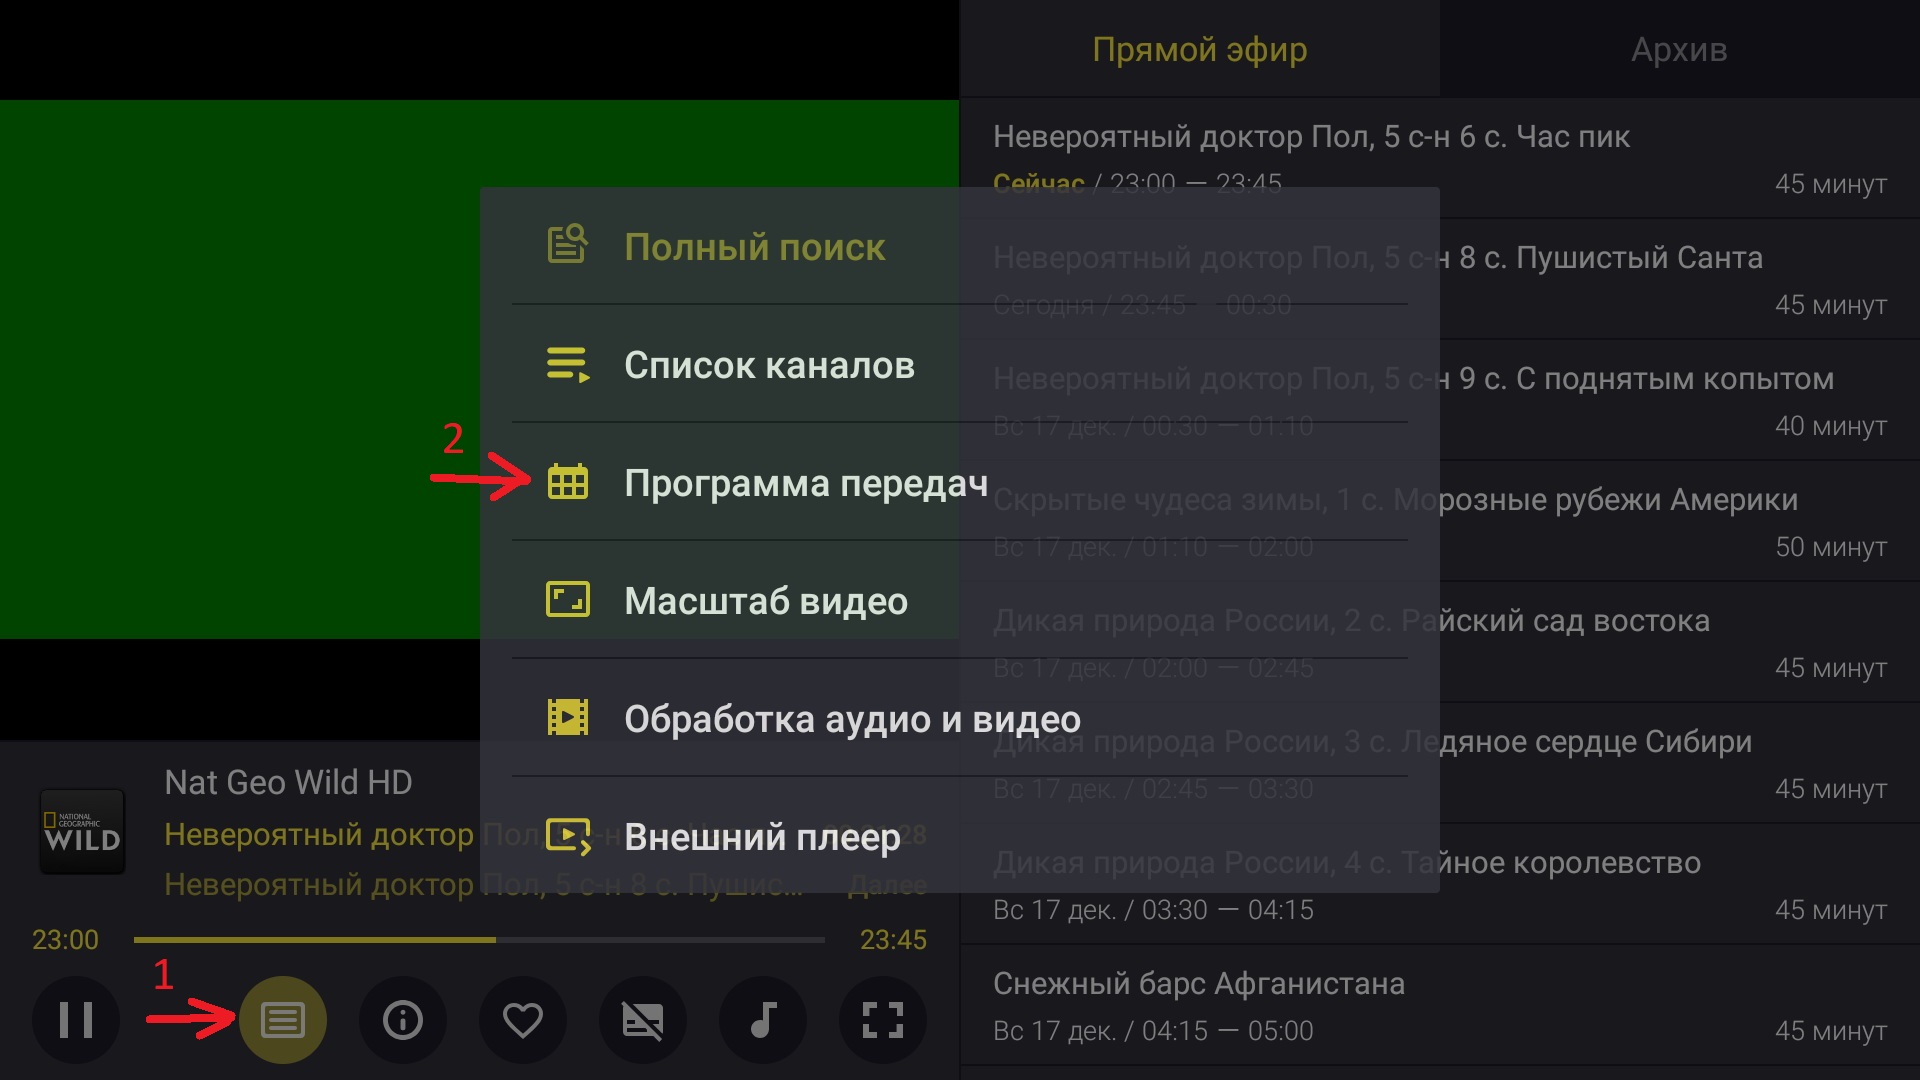 Прямой эфир
Архив
Невероятный доктор Пол, 5 с-н 6 с. Час пик
Сейчас / 23:00 — 23:45
45 минут
Невероятный доктор Пол, 5 с-н 8 с. Пушистый Санта
Сегодня / 23:45 — 00:30
45 минут
Невероятный доктор Пол, 5 с-н 9 с. С поднятым копытом
Вс 17 дек. / 00:30 — 01:10
40 минут
Скрытые чудеса зимы, 1 с. Морозные рубежи Америки
Вс 17 дек. / 01:10 — 02:00
50 минут
Дикая природа России, 2 с. Райский сад востока
Вс 17 дек. / 02:00 — 02:45
45 минут
Дикая природа России, 3 с. Ледяное сердце Сибири
Вс 17 дек. / 02:45 — 03:30
45 минут
Дикая природа России, 4 с. Тайное королевство
Вс 17 дек. / 03:30 — 04:15
45 минут
Снежный барс Афганистана
Вс 17 дек. / 04:15 — 05:00
45 минут
Полный поиск
Список каналов
2
Программа передач
Масштаб видео
Обработка аудио и видео
Внешний плеер
NATIONAL
GEOGRAPHIC
WILD
Nat Geo Wild HD
Невероятный доктор Пол, 5 с-н
Невероятный доктор Пол, 5 с-н 8 с. Пушис...
Далее
23:00
23:45
1